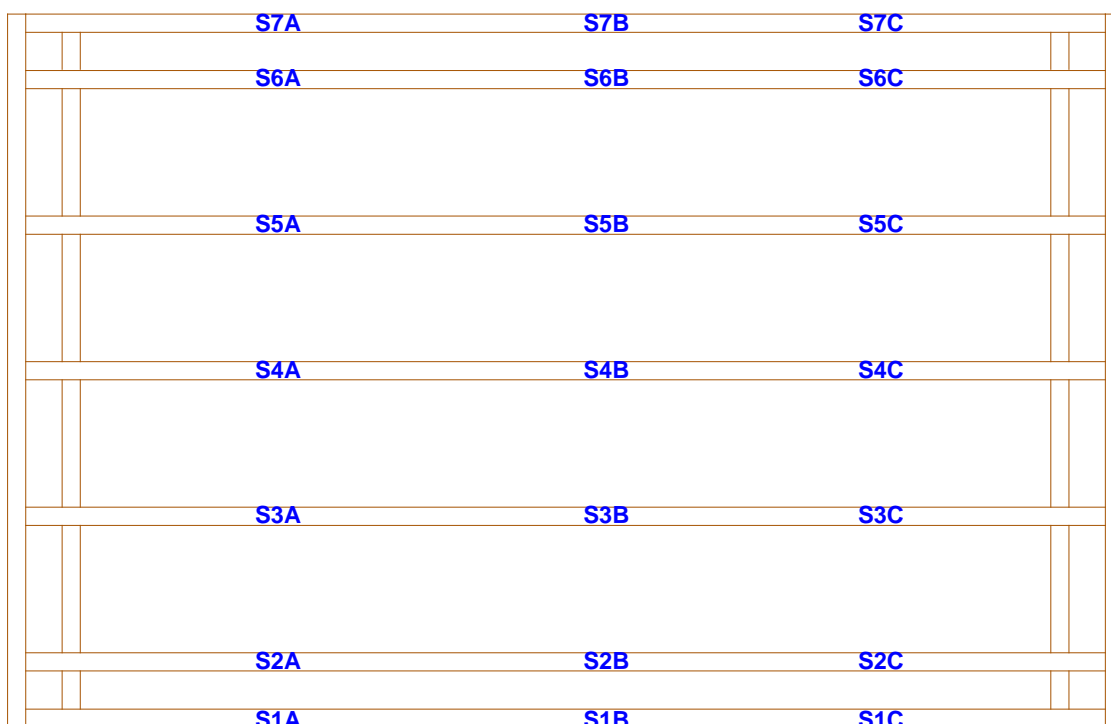 S7A S7B S7C
S6A S6B S6C
S5A S5B S5C
S4A S4B S4C
S3A S3B S3C
S2A S2B S2C
S1A S1B S1C